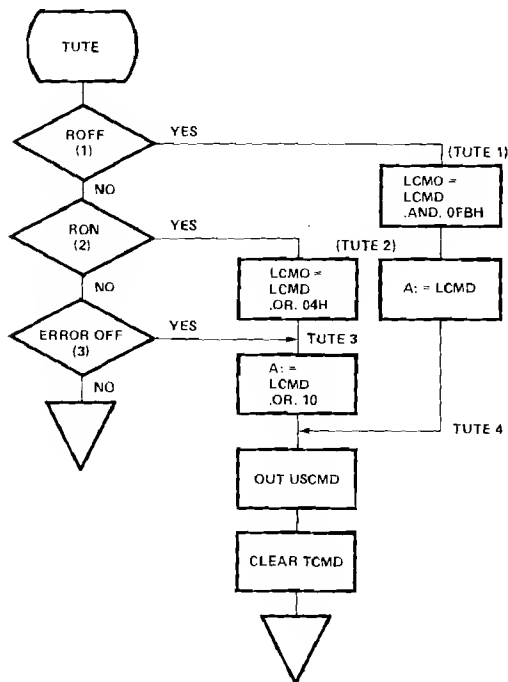 TUTE
ROFF
(1)
YES
NO
(TUTE 1)
LCMO =
LCMD
.AND. 0FBH
RON
(2)
YES
NO
(TUTE 2)
LCMO =
LCMD
.OR. 04H
A: = LCMD
ERROR OFF
(3)
YES
NO
TUTE 3
A: =
LCMD
.OR. 10
TUTE 4
OUT USCMD
CLEAR TCMD